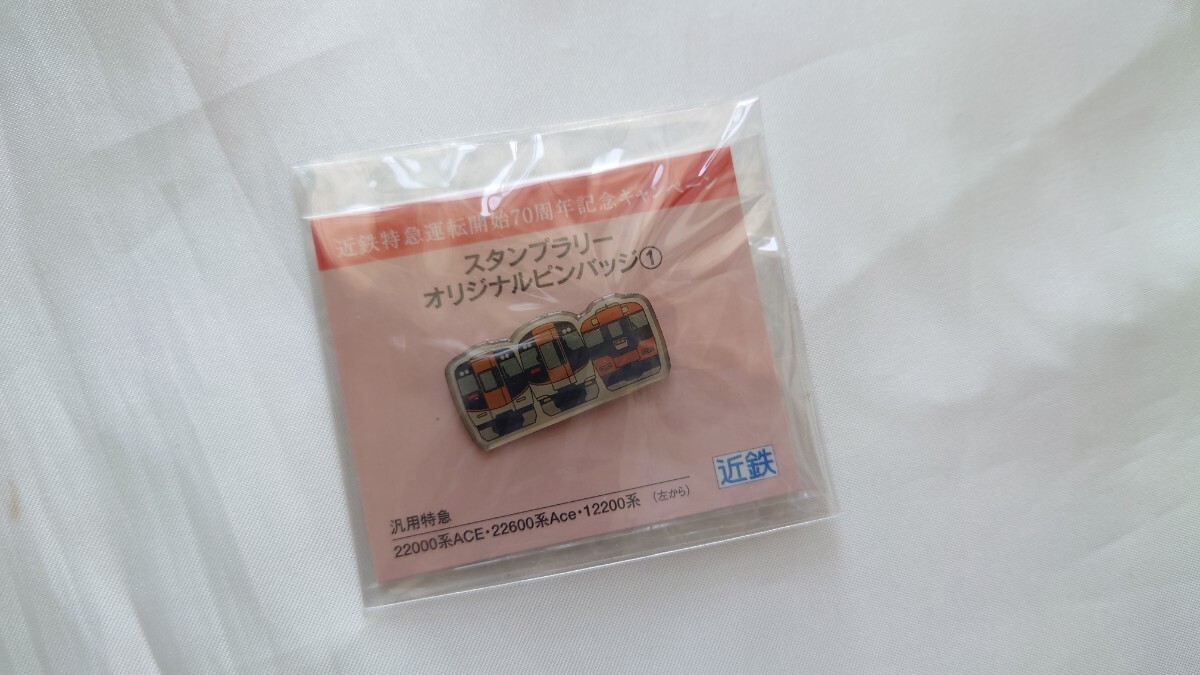 近鉄特急運転開始70周年記念キャンペーン
スタンプラリー
オリジナルピンバッジ①
近鉄
汎用特急
22000系ACE・22600系Ace・12200系 (左から)